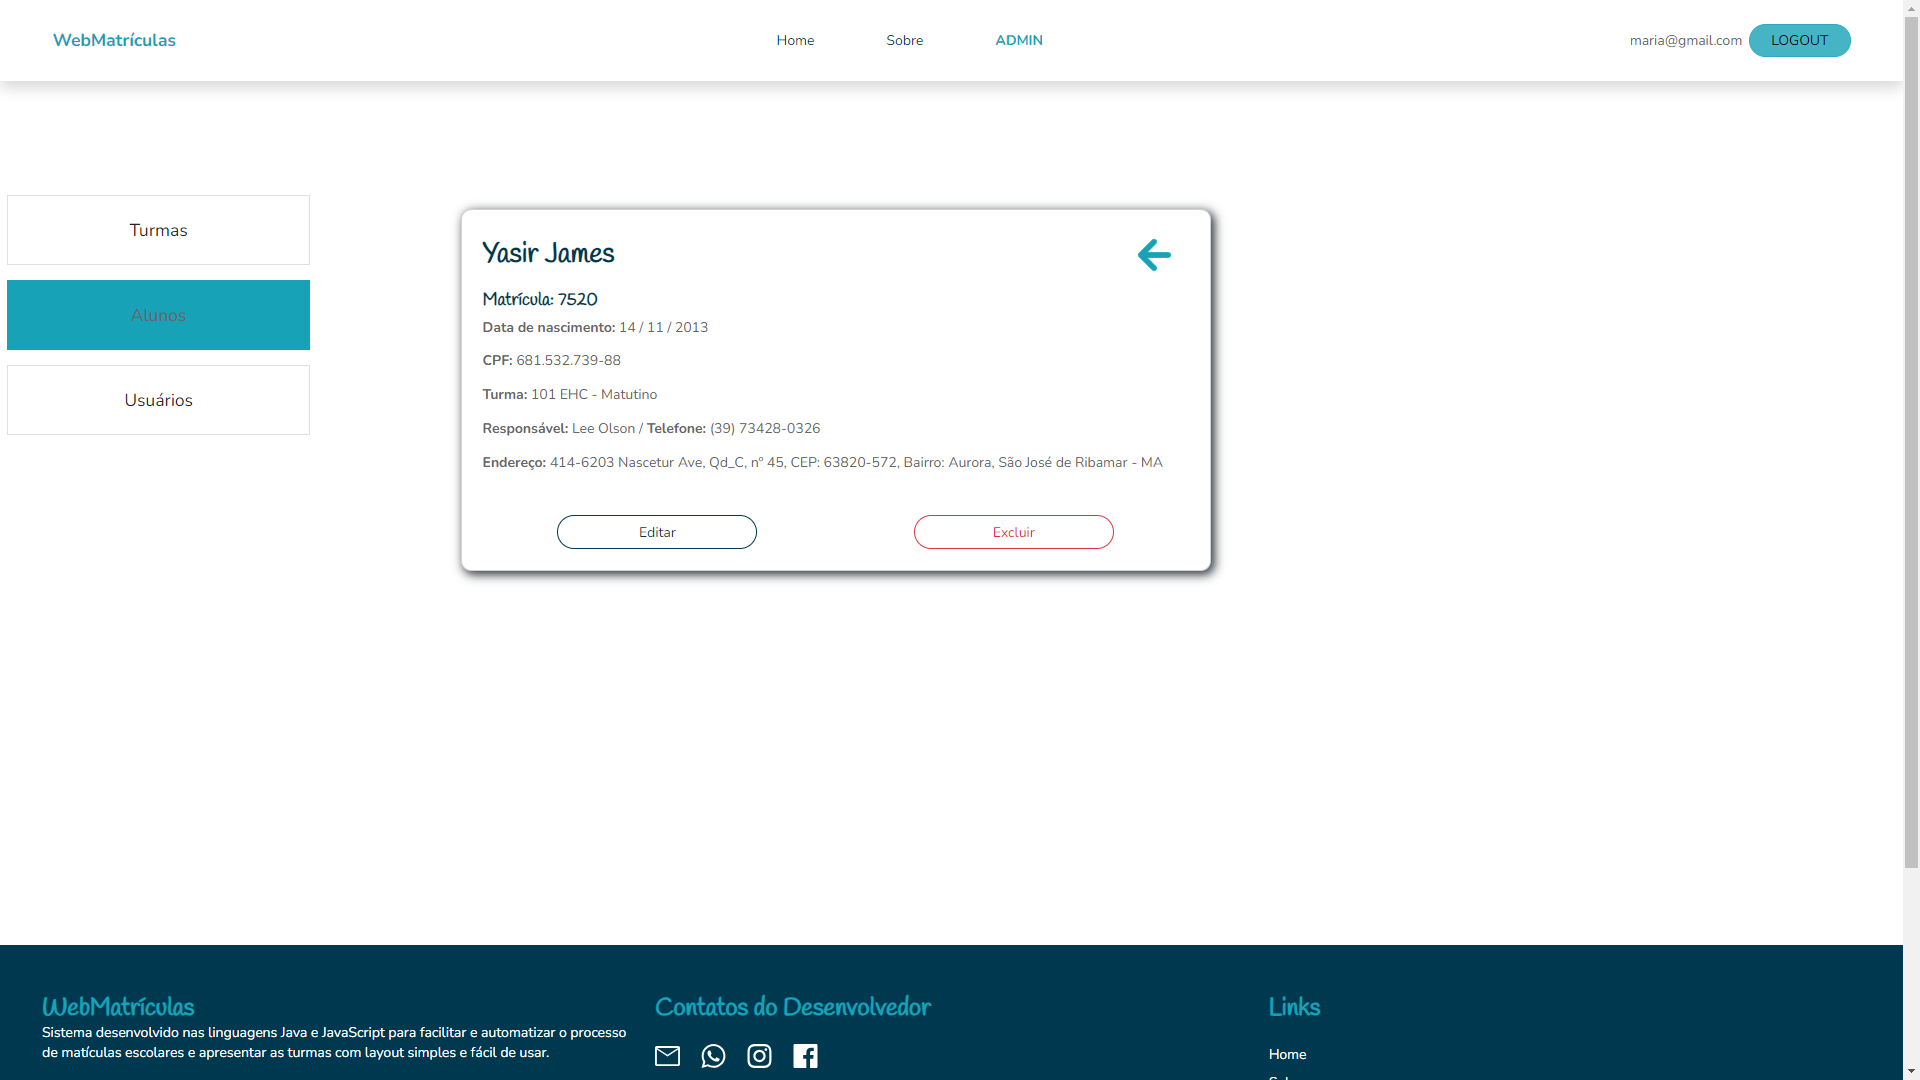 WebMatrículas
Home
Sobre
ADMIN
maria@gmail.com
LOGOUT
Turmas
Alunos
Usuários
Yasir James
Matrícula: 7520
Data de nascimento: 14 / 11 / 2013
CPF: 681.532.739-88
Turma: 101 EHC - Matutino
Responsável: Lee Olson / Telefone: (39) 73428-0326
Endereço: 414-6203 Nascetur Ave, Qd_C, nº 45, CEP: 63820-572, Bairro: Aurora, São José de Ribamar - MA
Editar
Excluir
WebMatrículas
Sistema desenvolvido nas linguagens Java e JavaScript para facilitar e automatizar o processo
de matículas escolares e apresentar as turmas com layout simples e fácil de usar.
Contatos do Desenvolvedor
Links
Home